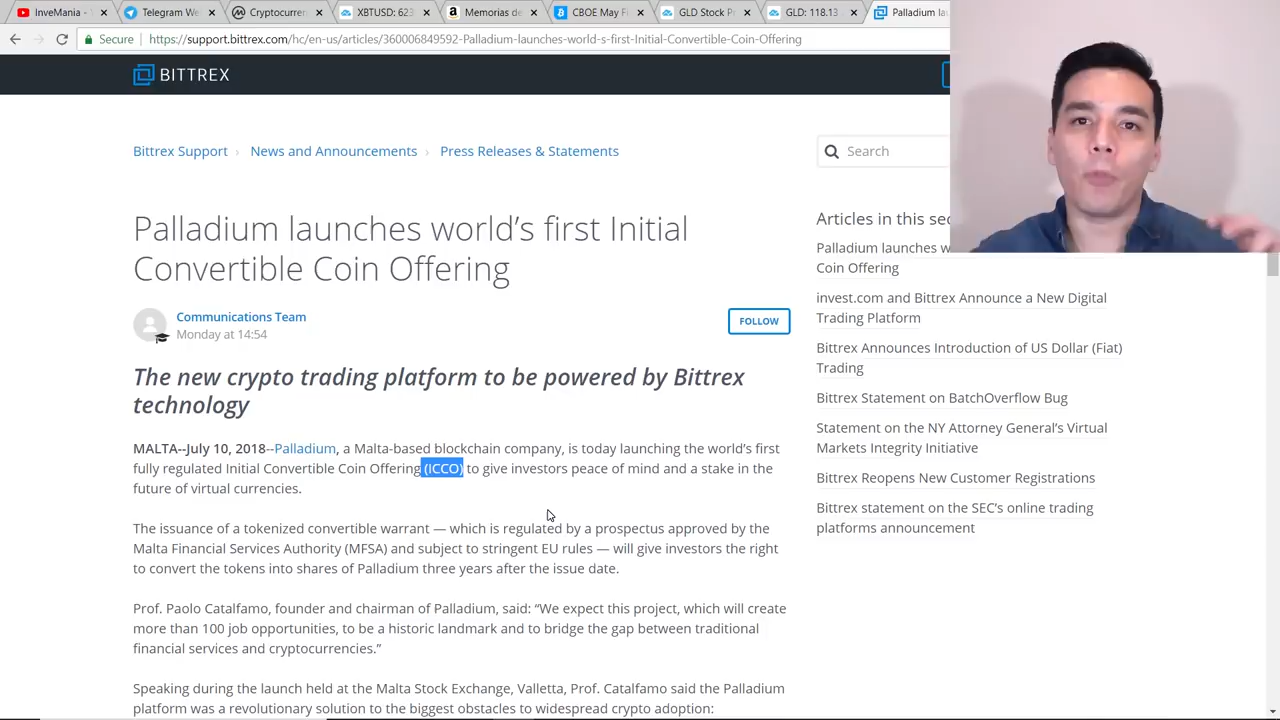 InveMania -
Telegram We
Cryptocurren
XBTUSD: 623
Memorias de
CBOE May Fi
GLD Stock P
GLD: 118.13
Palladium la
Secure
https://support.bittrex.com/hc/en-us/articles/360006849592-Palladium-launches-world-s-first-Initial-Convertible-Coin-Offering
BITTREX
Bittrex Support › News and Announcements › Press Releases & Statements
Search
Palladium launches world’s first Initial
Convertible Coin Offering
Communications Team
Monday at 14:54
FOLLOW
The new crypto trading platform to be powered by Bittrex
technology
MALTA--July 10, 2018--Palladium, a Malta-based blockchain company, is today launching the world’s first
fully regulated Initial Convertible Coin Offering (ICCO) to give investors peace of mind and a stake in the
future of virtual currencies.
The issuance of a tokenized convertible warrant — which is regulated by a prospectus approved by the
Malta Financial Services Authority (MFSA) and subject to stringent EU rules — will give investors the right
to convert the tokens into shares of Palladium three years after the issue date.
Prof. Paolo Catalfamo, founder and chairman of Palladium, said: “We expect this project, which will create
more than 100 job opportunities, to be a historic landmark and to bridge the gap between traditional
financial services and cryptocurrencies.”
Speaking during the launch held at the Malta Stock Exchange, Valletta, Prof. Catalfamo said the Palladium
platform was a revolutionary solution to the biggest obstacles to widespread crypto adoption:
Articles in this sec
Palladium launches w
Coin Offering
invest.com and Bittrex Announce a New Digital
Trading Platform
Bittrex Announces Introduction of US Dollar (Fiat)
Trading
Bittrex Statement on BatchOverflow Bug
Statement on the NY Attorney General’s Virtual
Markets Integrity Initiative
Bittrex Reopens New Customer Registrations
Bittrex statement on the SEC’s online trading
platforms announcement